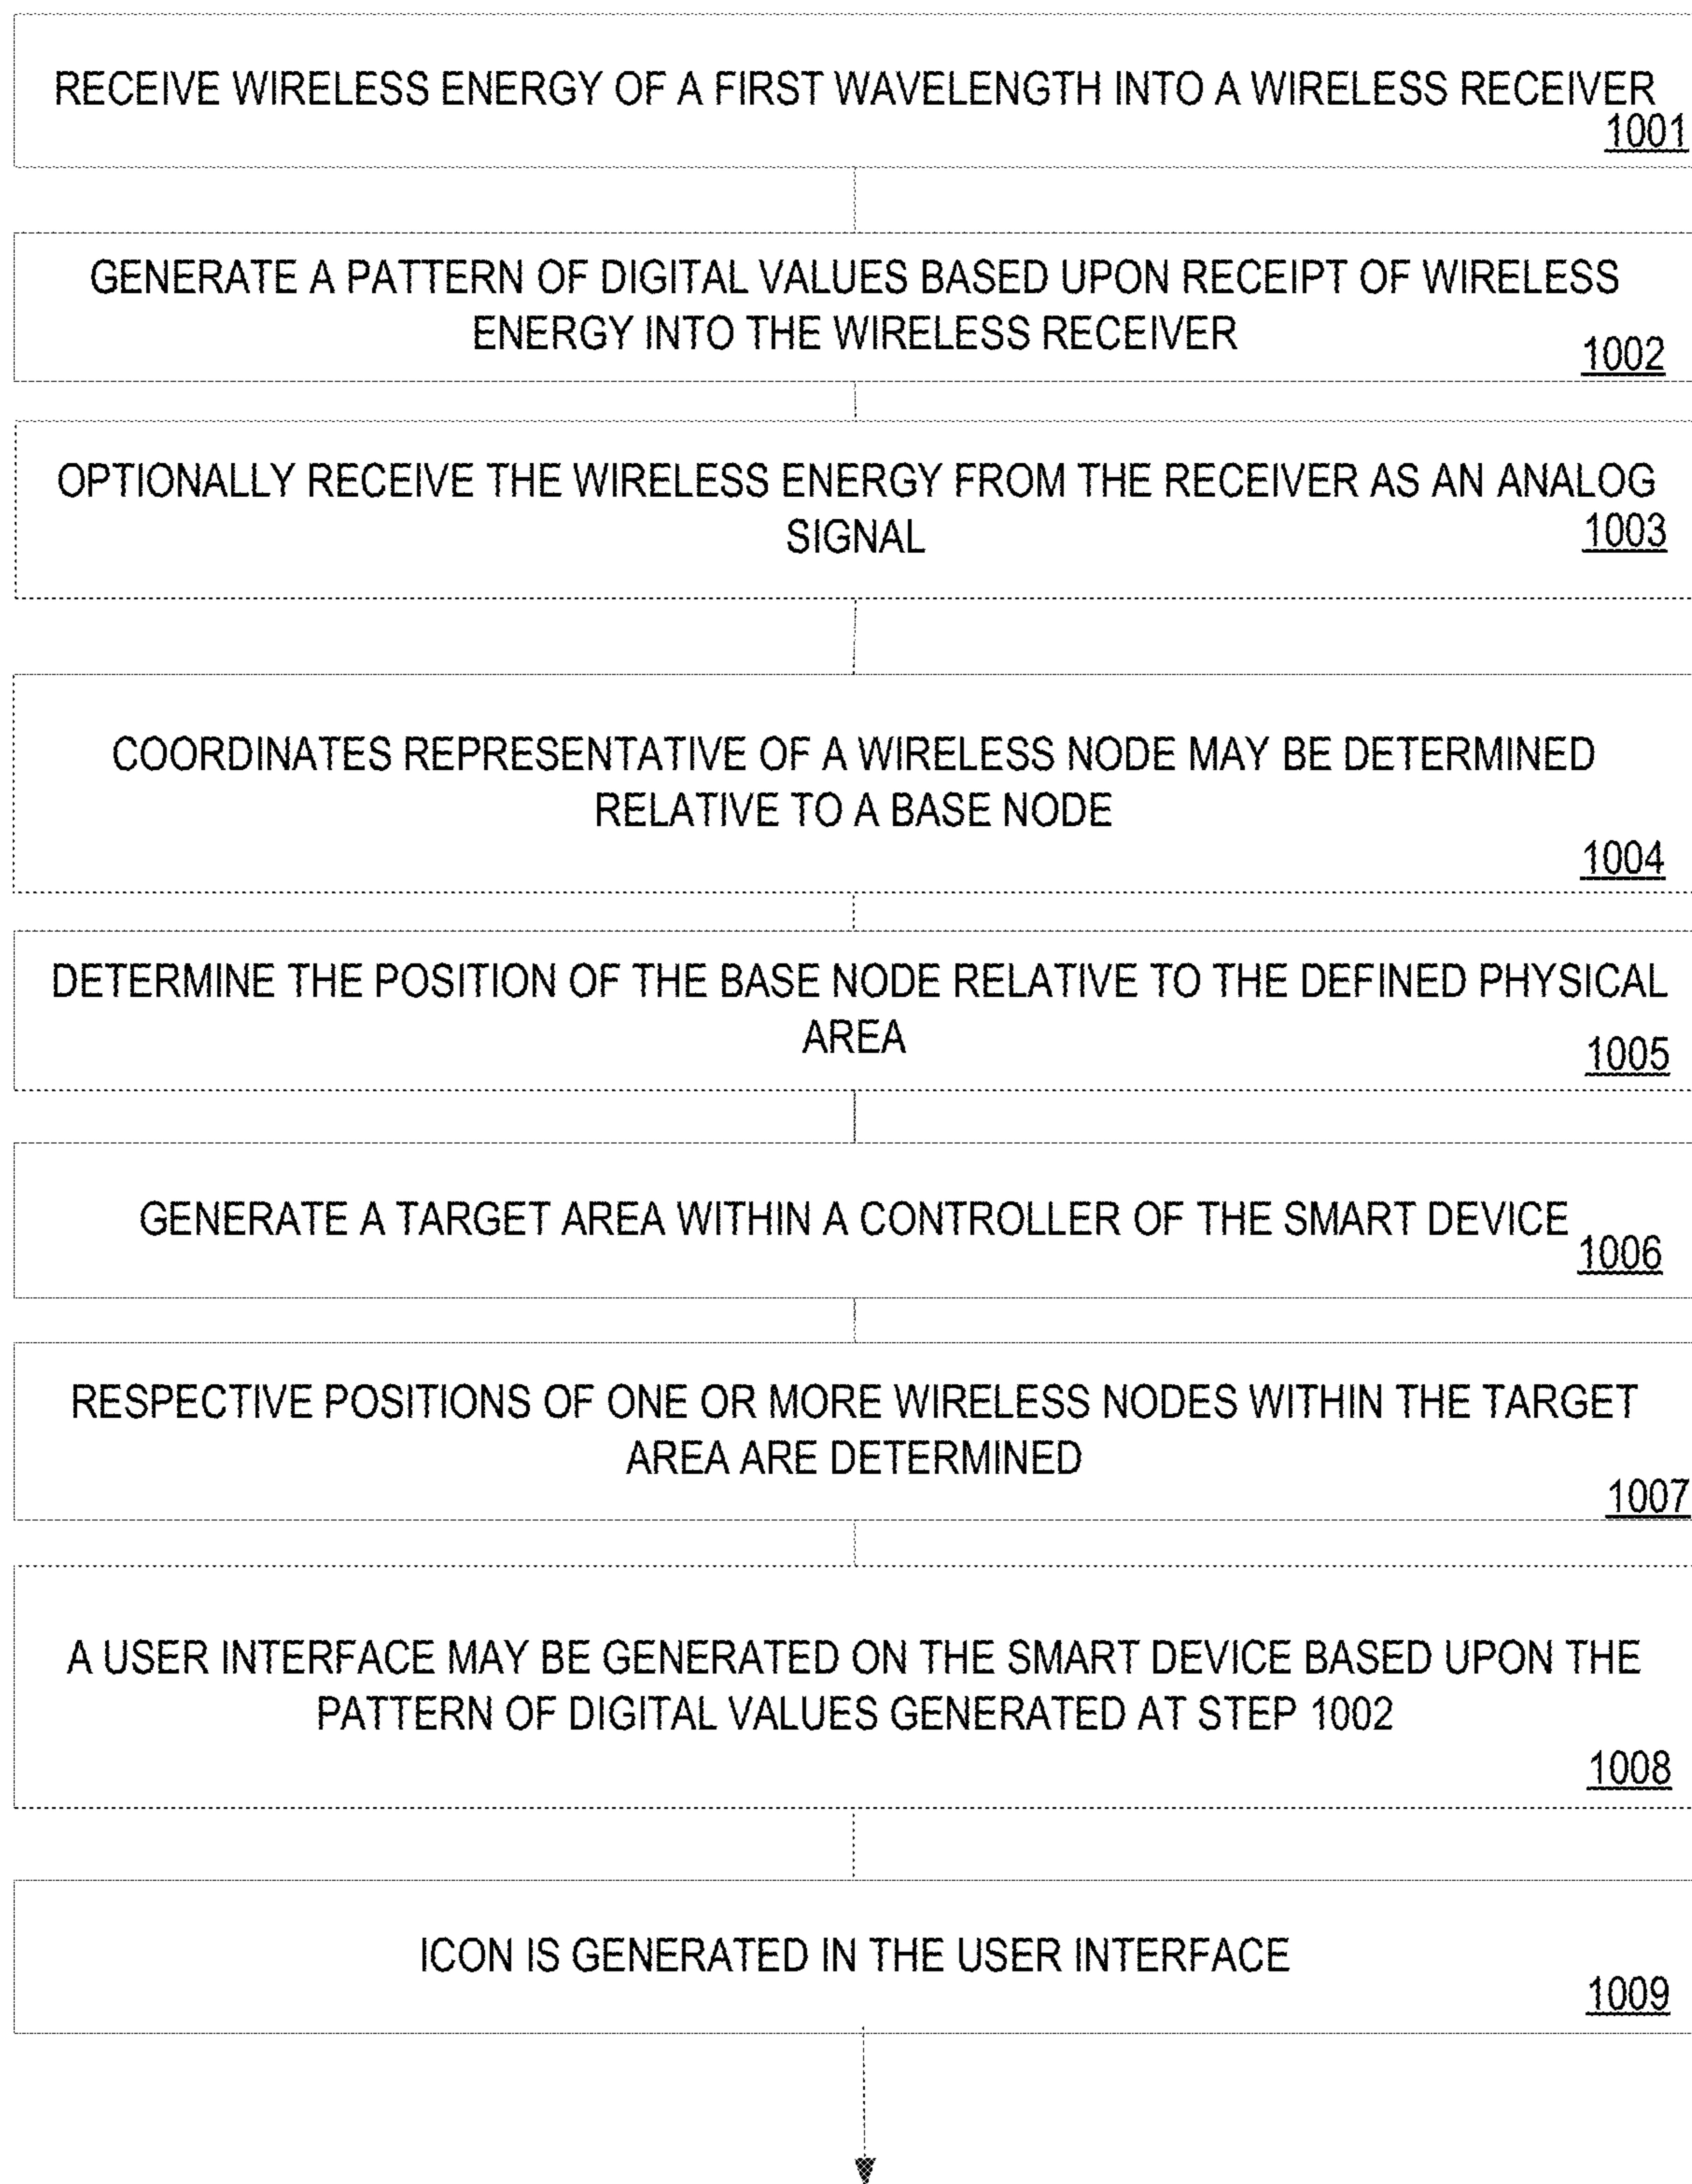 RECEIVE WIRELESS ENERGY OF A FIRST WAVELENGTH INTO A WIRELESS RECEIVER
1001
GENERATE A PATTERN OF DIGITAL VALUES BASED UPON RECEIPT OF WIRELESS
ENERGY INTO THE WIRELESS RECEIVER
1002
OPTIONALLY RECEIVE THE WIRELESS ENERGY FROM THE RECEIVER AS AN ANALOG
SIGNAL
1003
COORDINATES REPRESENTATIVE OF A WIRELESS NODE MAY BE DETERMINED
RELATIVE TO A BASE NODE
1004
DETERMINE THE POSITION OF THE BASE NODE RELATIVE TO THE DEFINED PHYSICAL
AREA
1005
GENERATE A TARGET AREA WITHIN A CONTROLLER OF THE SMART DEVICE
1006
RESPECTIVE POSITIONS OF ONE OR MORE WIRELESS NODES WITHIN THE TARGET
AREA ARE DETERMINED
1007
A USER INTERFACE MAY BE GENERATED ON THE SMART DEVICE BASED UPON THE
PATTERN OF DIGITAL VALUES GENERATED AT STEP 1002
1008
ICON IS GENERATED IN THE USER INTERFACE
1009